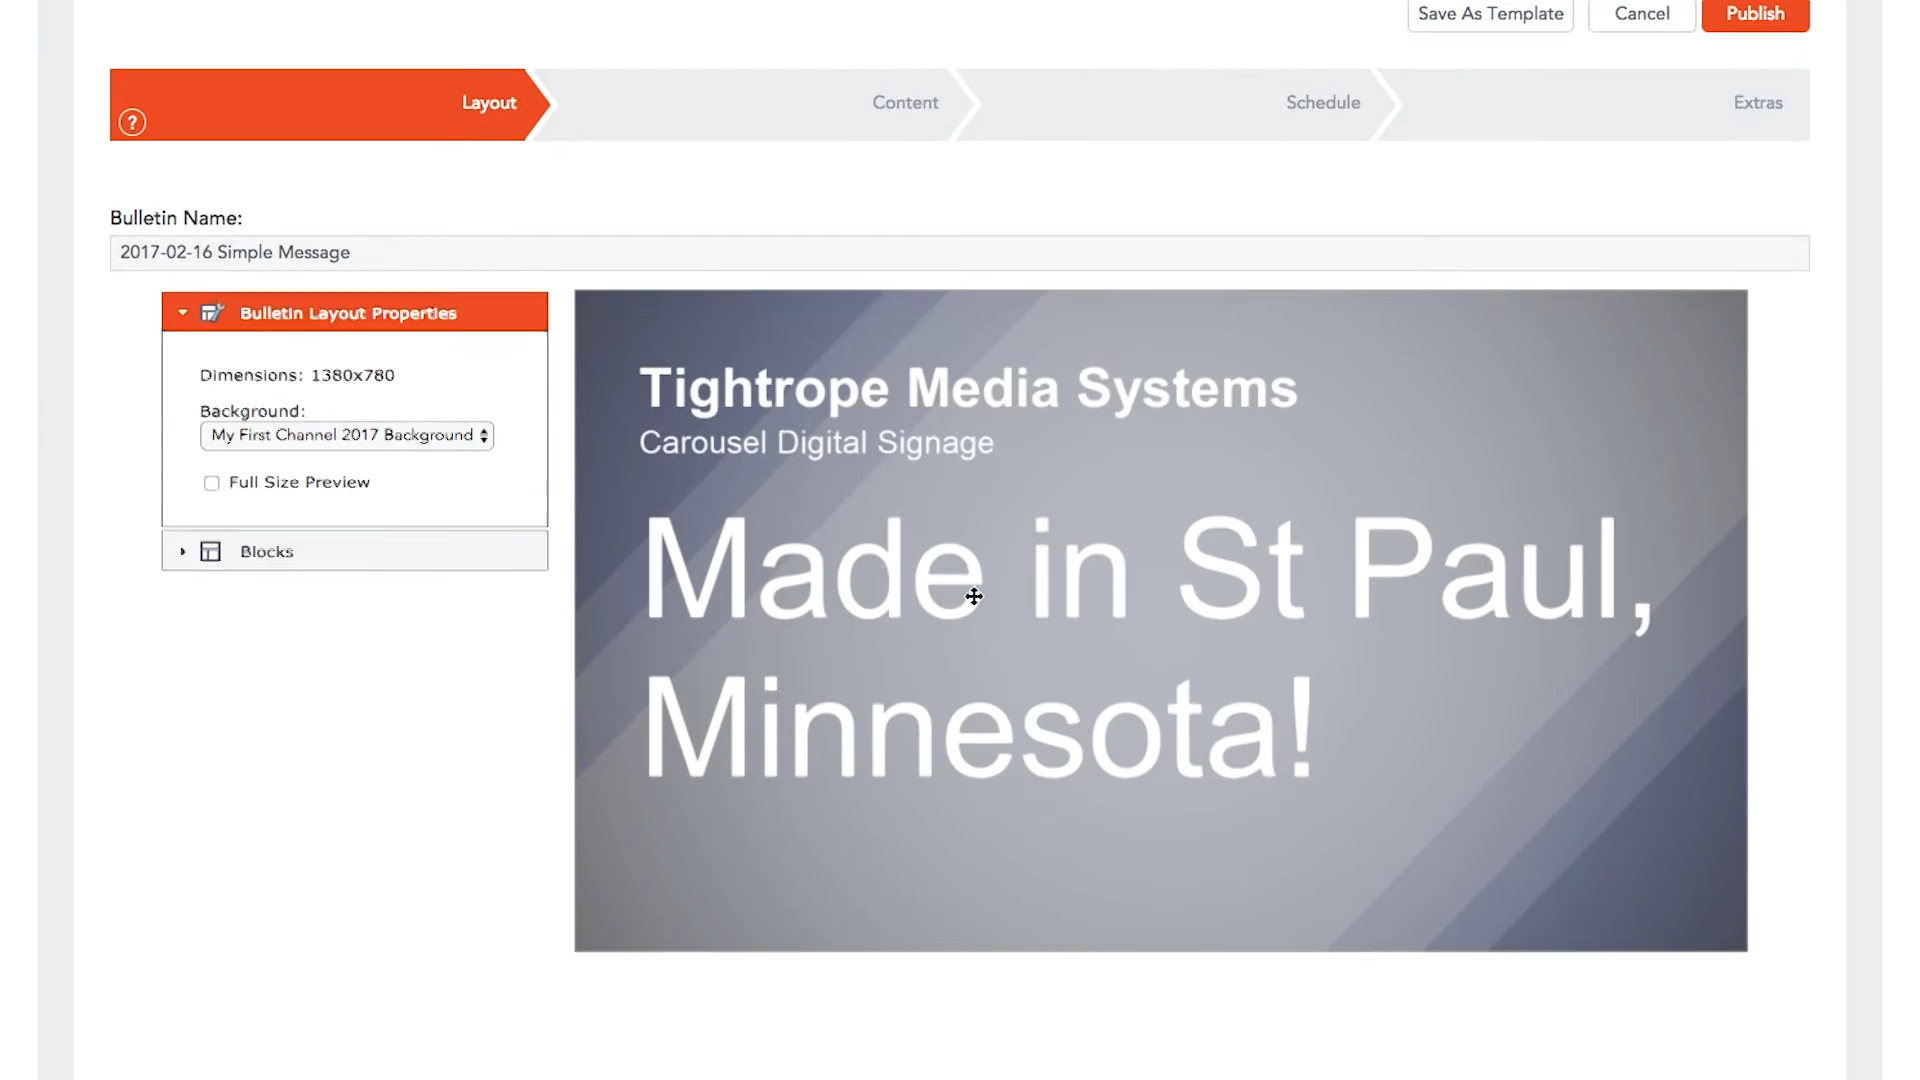 Save As Template Cancel Publish
Layout Content Schedule Extras
?
Bulletin Name:
2017-02-16 Simple Message
Bulletin Layout Properties
Dimensions: 1380x780
Background:
My First Channel 2017 Background
Full Size Preview
Blocks
Tightrope Media Systems
Carousel Digital Signage
Made in St Paul,
Minnesota!